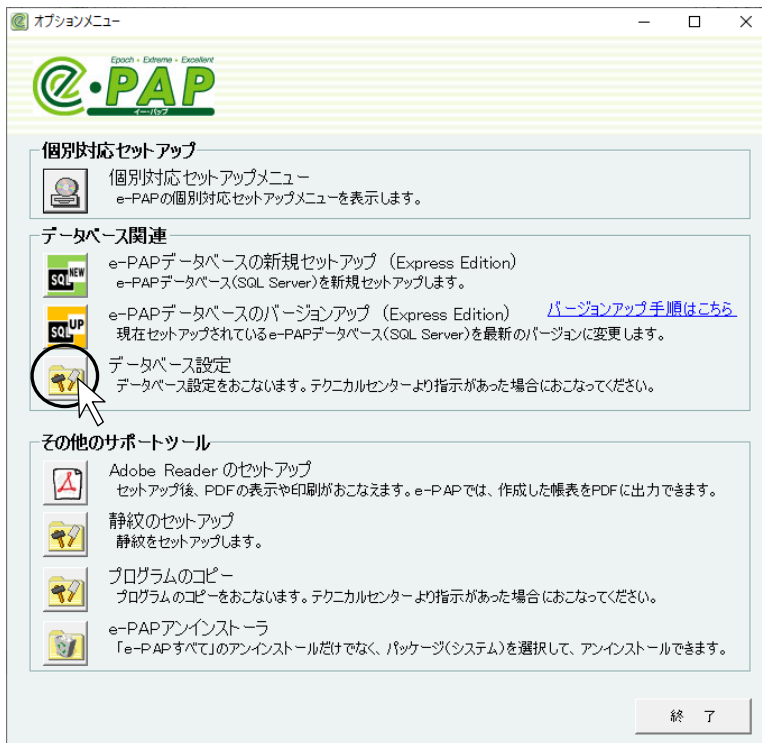 オプションメニュー
Epoch - Extreme - Excellent
e・PAP
イー・パップ
個別対応セットアップ
個別対応セットアップメニュー
e-PAPの個別対応セットアップメニューを表示します。
データベース関連
SQL NEW
e-PAPデータベースの新規セットアップ (Express Edition)
e-PAPデータベース(SQL Server)を新規セットアップします。
SQL UP
e-PAPデータベースのバージョンアップ (Express Edition) バージョンアップ手順はこちら
現在セットアップされているe-PAPデータベース(SQL Server)を最新のバージョンに変更します。
データベース設定
データベース設定をおこないます。テクニカルセンターより指示があった場合におこなってください。
その他のサポートツール
Adobe Reader のセットアップ
セットアップ後、PDFの表示や印刷がおこなえます。e-PAPでは、作成した帳表をPDFに出力できます。
静紋のセットアップ
静紋をセットアップします。
プログラムのコピー
プログラムのコピーをおこないます。テクニカルセンターより指示があった場合におこなってください。
e-PAPアンインストーラ
「e-PAPすべて」のアンインストールだけでなく、パッケージ(システム)を選択して、アンインストールできます。
終 了